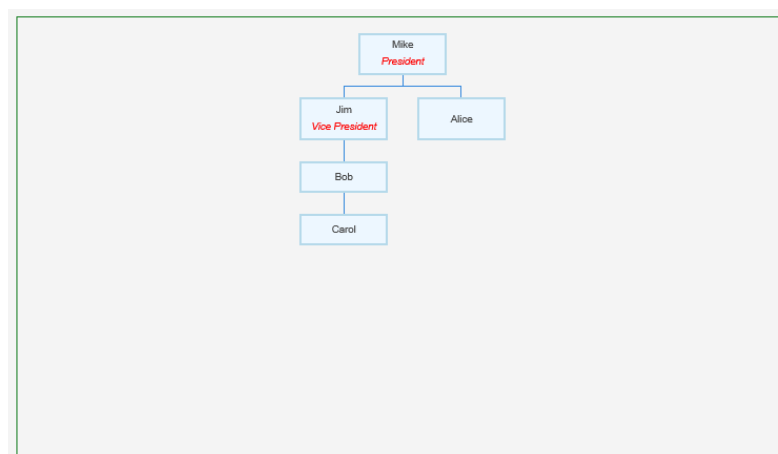 Mike
President
Jim
Vice President
Alice
Bob
Carol